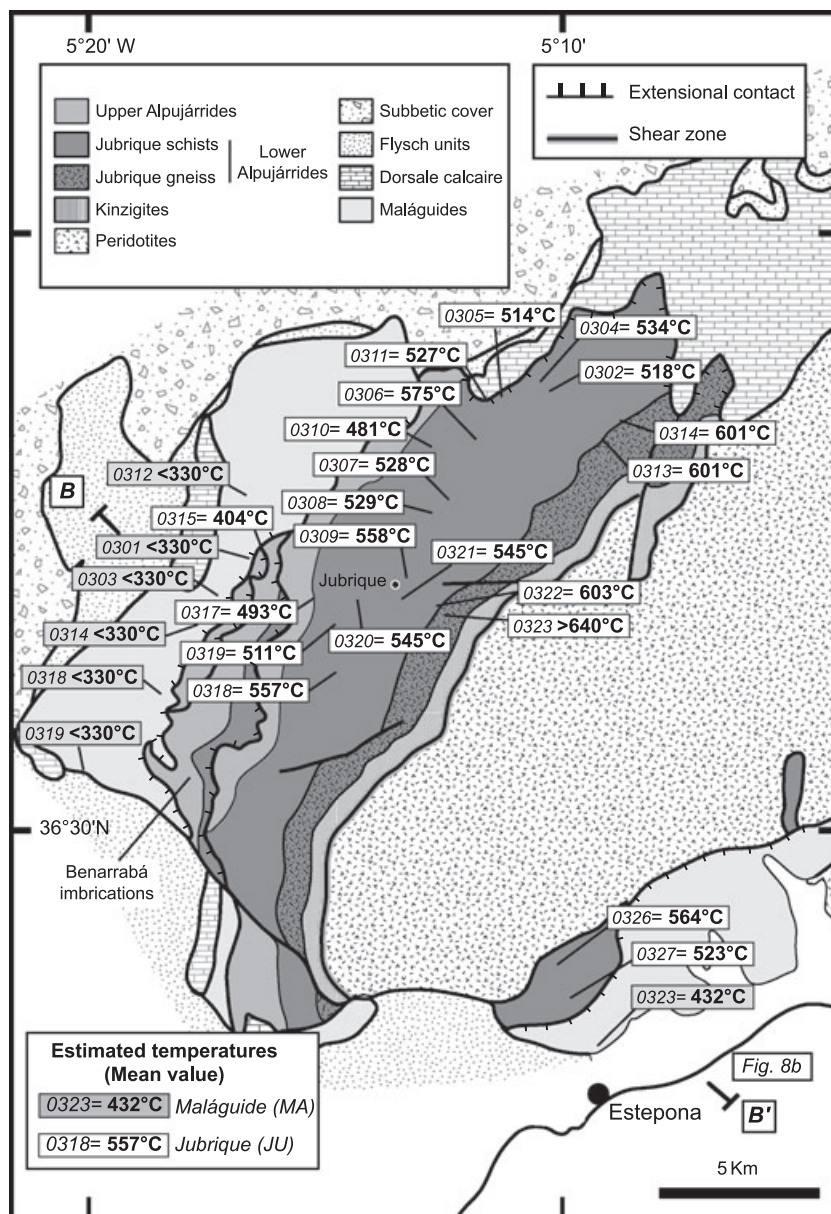 5°20' W
5°10'
Upper Alpujárrides
Jubrique schists
Jubrique gneiss
Lower
Alpujárrides
Kinzigites
Peridotites
Subbetic cover
Flysch units
Dorsale calcaire
Maláguides
Extensional contact
Shear zone
0305= 514°C
0304= 534°C
0311= 527°C
0302= 518°C
0306= 575°C
0310= 481°C
0314= 601°C
0307= 528°C
0313= 601°C
0312 <330°C
B
0308= 529°C
0315= 404°C
0309= 558°C
0301 <330°C
0321= 545°C
0303 <330°C
Jubrique
0322= 603°C
0317= 493°C
0323 >640°C
0314 <330°C
0320= 545°C
0319= 511°C
0318 <330°C
0318= 557°C
0319 <330°C
36°30'N
Benarrabá
imbrications
0326= 564°C
0327= 523°C
0323= 432°C
Estimated temperatures
(Mean value)
0323= 432°C Maláguide (MA)
0318= 557°C Jubrique (JU)
Fig. 8b
Estepona
B'
5 Km